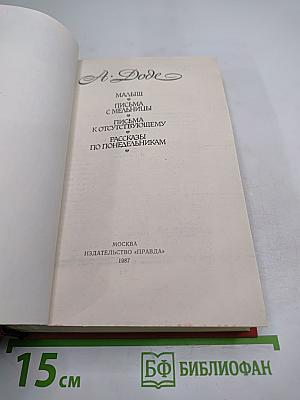 А. Доде
МАЛЫШ
ПИСЬМА
С МЕЛЬНИЦЫ
ПИСЬМА
К ОТСУТСТВУЮЩЕМУ
РАССКАЗЫ
ПО ПОНЕДЕЛЬНИКАМ
МОСКВА
ИЗДАТЕЛЬСТВО «ПРАВДА»
1987
15 см
БФ БИБЛИОФАН